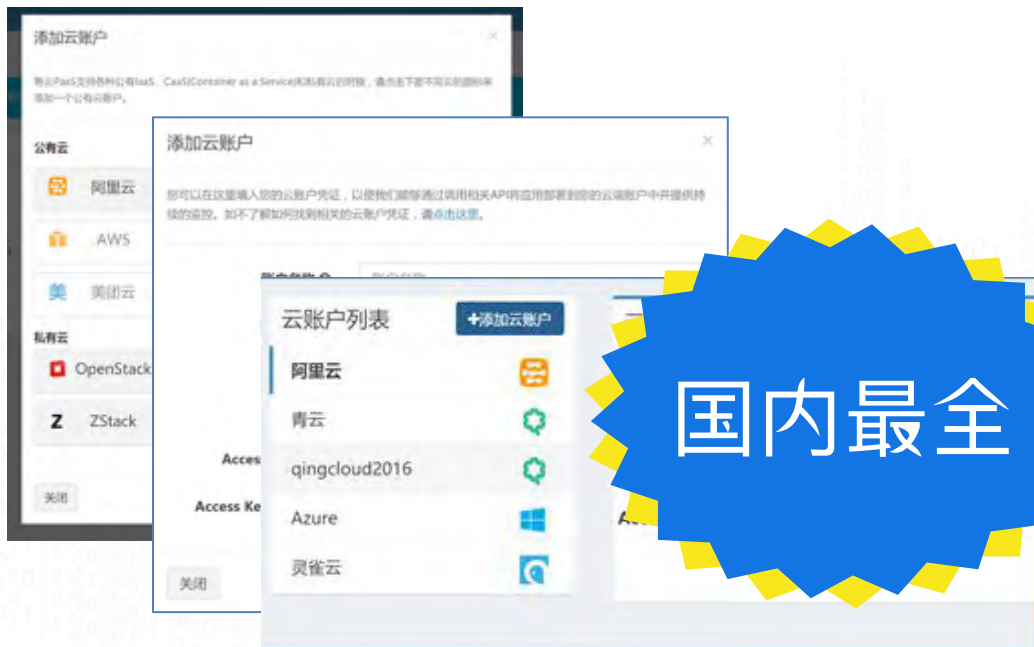 添加云账户
公有云
阿里云
AWS
美团云
私有云
OpenStack
ZStack
关闭
添加云账户
您可以在这里填入您的云账户凭证，以便我们能够通过调用相关API将应用部署到您的云端账户中并提供持
续的监控。如不了解如何找到相关的云账户凭证，请点击这里。
Access Ke
关闭
云账户列表
+添加云账户
阿里云
青云
qingcloud2016
Azure
灵雀云
国内最全